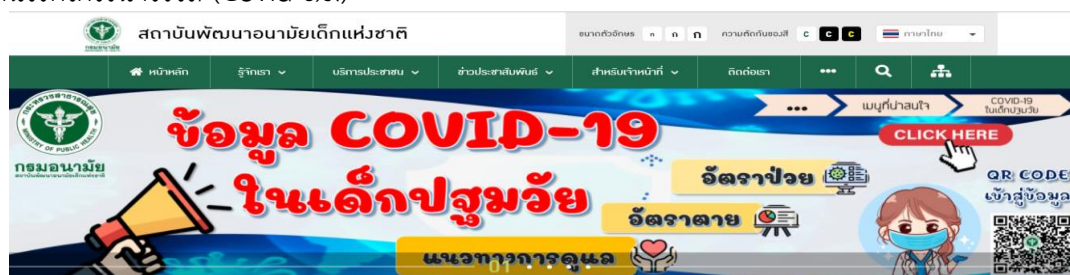 สถาบันพัฒนาอนามัยเด็กแห่งชาติ
ขนาดตัวอักษร ก ก ก ความตัดกันของสี C C C ภาษาไทย
หน้าหลัก รู้จักเรา บริการประชาชน ข่าวประชาสัมพันธ์ สำหรับเจ้าหน้าที่ ติดต่อเรา •••
••• เมนูที่น่าสนใจ COVID-19
ในเด็กปฐมวัย
CLICK HERE
กรมอนามัย
ข้อมูล COVID-19
ในเด็กปฐมวัย
อัตราป่วย
อัตราตาย
แนวทางการดูแล
QR CODE
เข้าสู่ข้อมูล
01